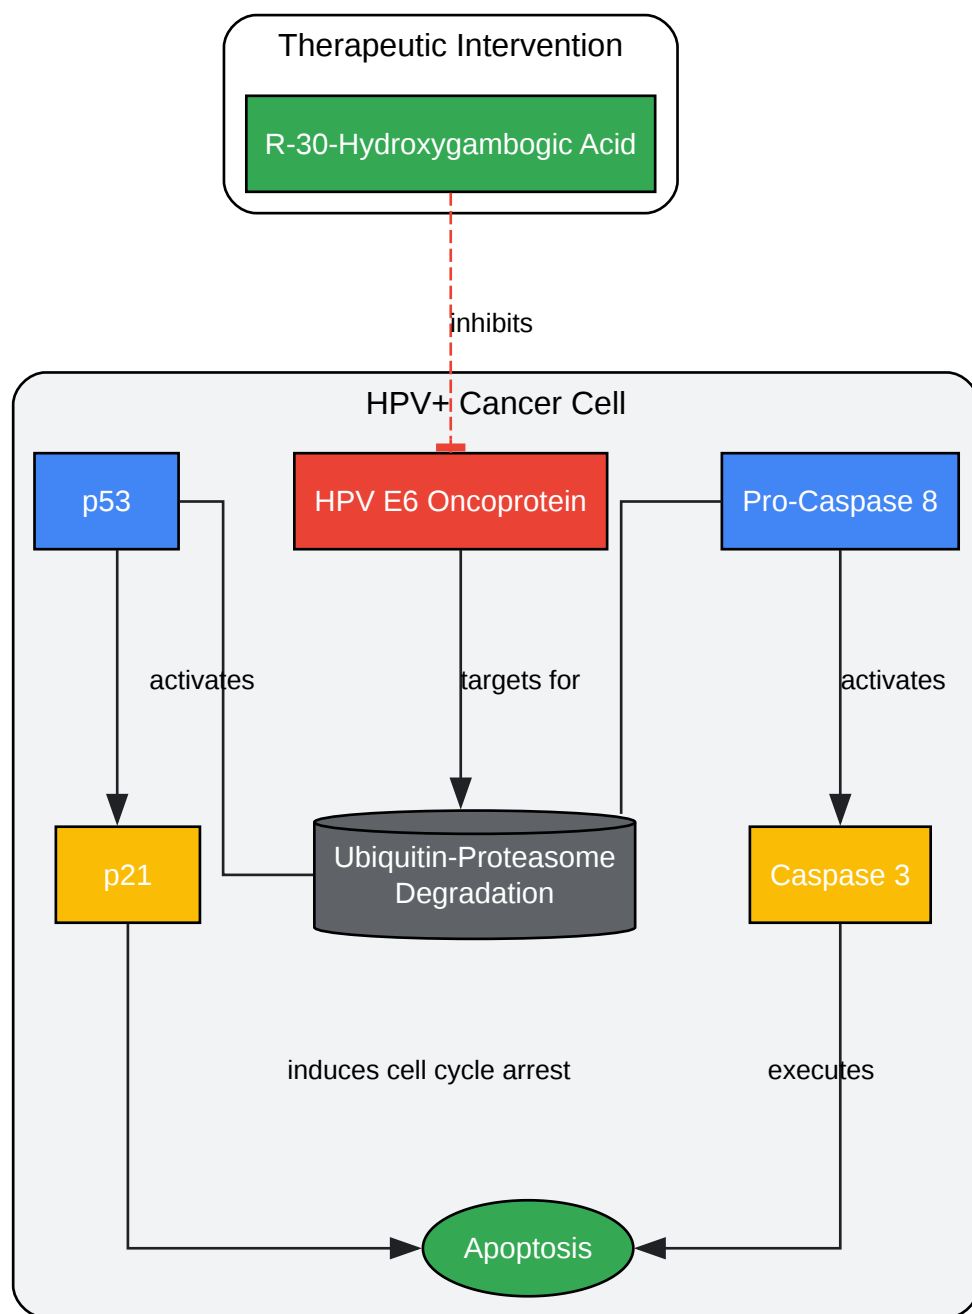 Therapeutic Intervention
R-30-Hydroxygambogic Acid
inhibits
HPV+ Cancer Cell
p53
HPV E6 Oncoprotein
Pro-Caspase 8
activates
targets for
activates
p21
Ubiquitin-Proteasome
Degradation
Caspase 3
induces cell cycle arrest
executes
Apoptosis